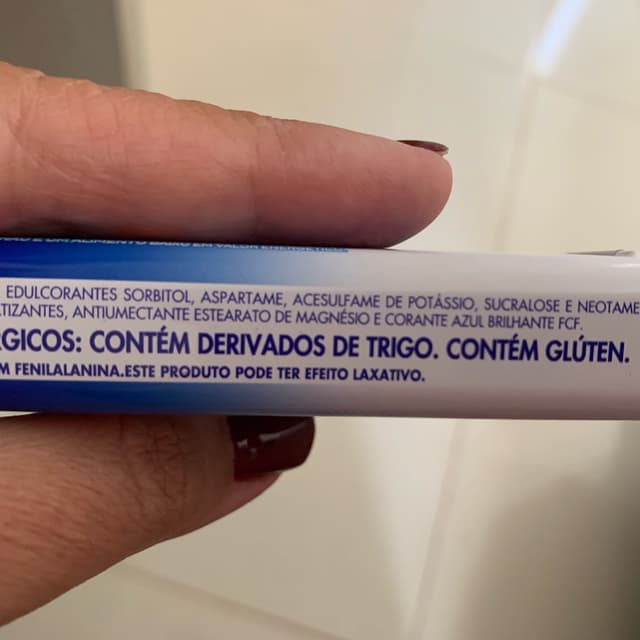 EDULCORANTES SORBITOL, ASPARTAME, ACESULFAME DE POTÁSSIO, SUCRALOSE E NEOTAME
TIZANTES, ANTIUMECTANTE ESTEARATO DE MAGNÉSIO E CORANTE AZUL BRILHANTE FCF.
RGICOS: CONTÉM DERIVADOS DE TRIGO. CONTÉM GLÚTEN.
M FENILALANINA.ESTE PRODUTO PODE TER EFEITO LAXATIVO.